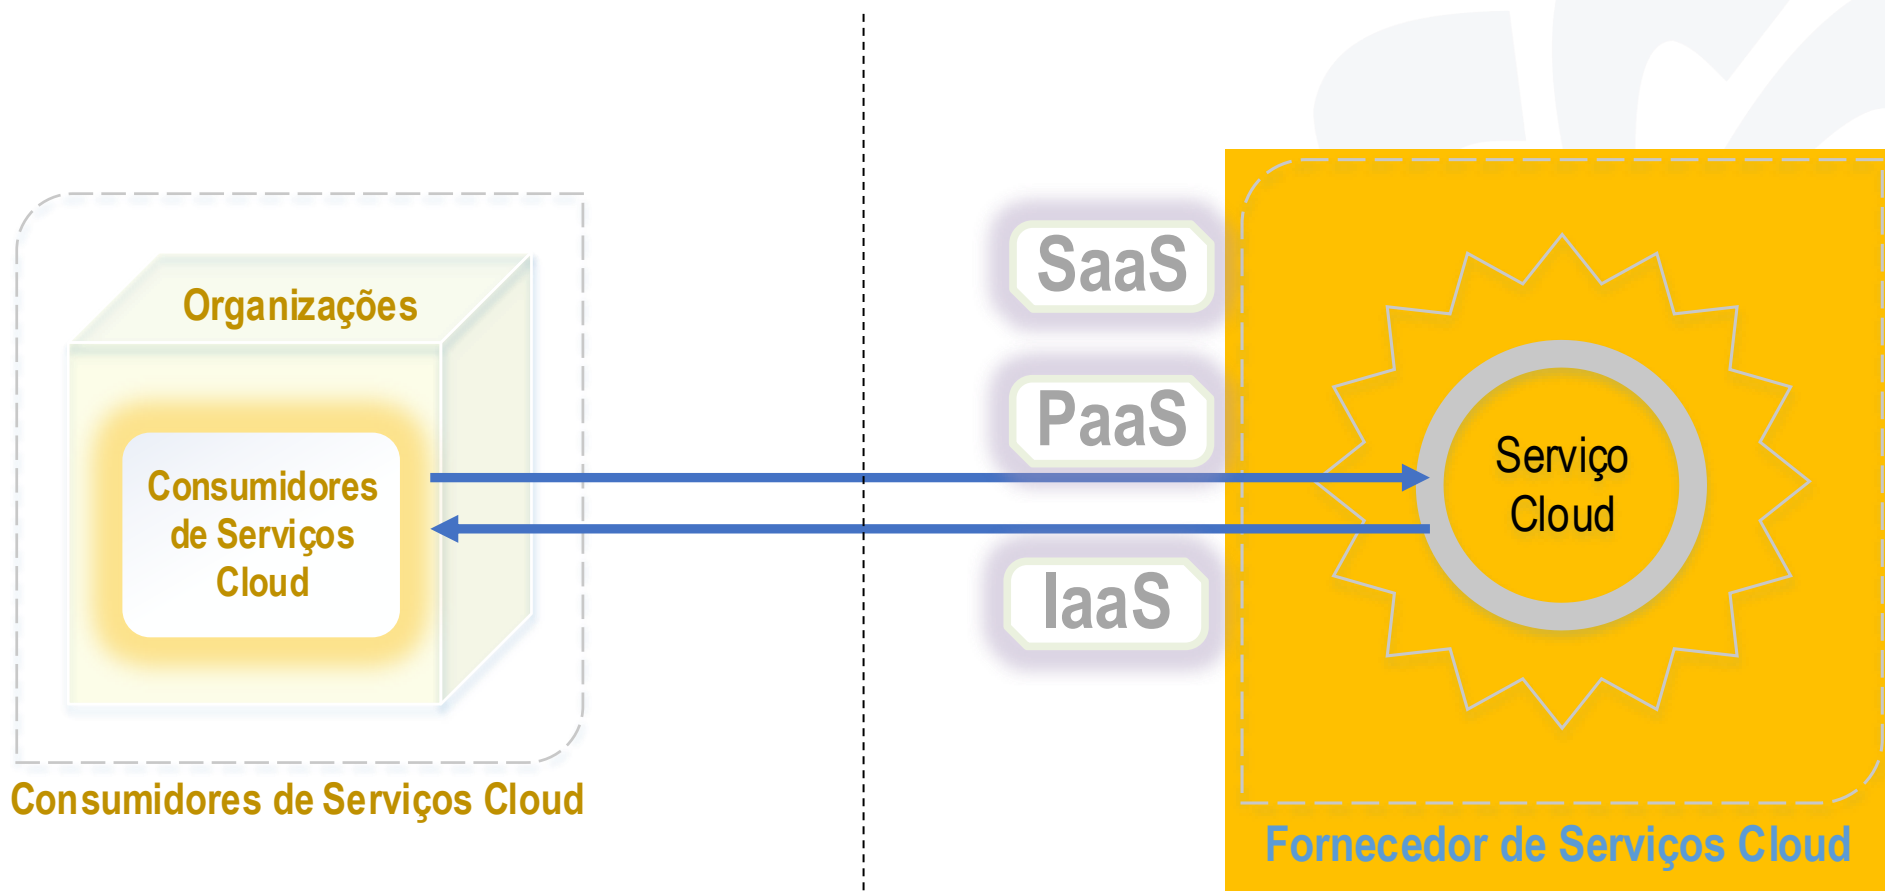 Organizações
Consumidores
de Serviços
Cloud
Consumidores de Serviços Cloud
SaaS
PaaS
IaaS
Serviço
Cloud
Fornecedor de Serviços Cloud